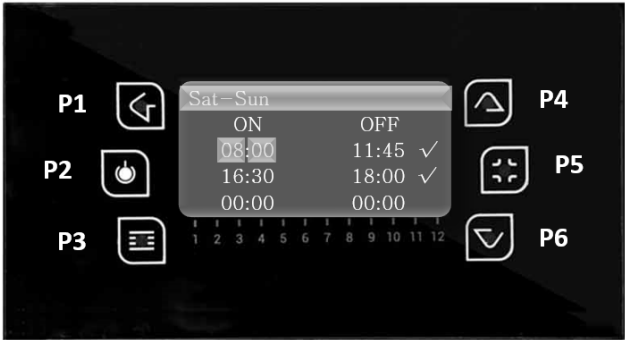 Sat-Sun
ON OFF
P1 P4
08:00 11:45 √
P2 16:30 18:00 √ P5
00:00 00:00
P3 1 2 3 4 5 6 7 8 9 10 11 12 P6